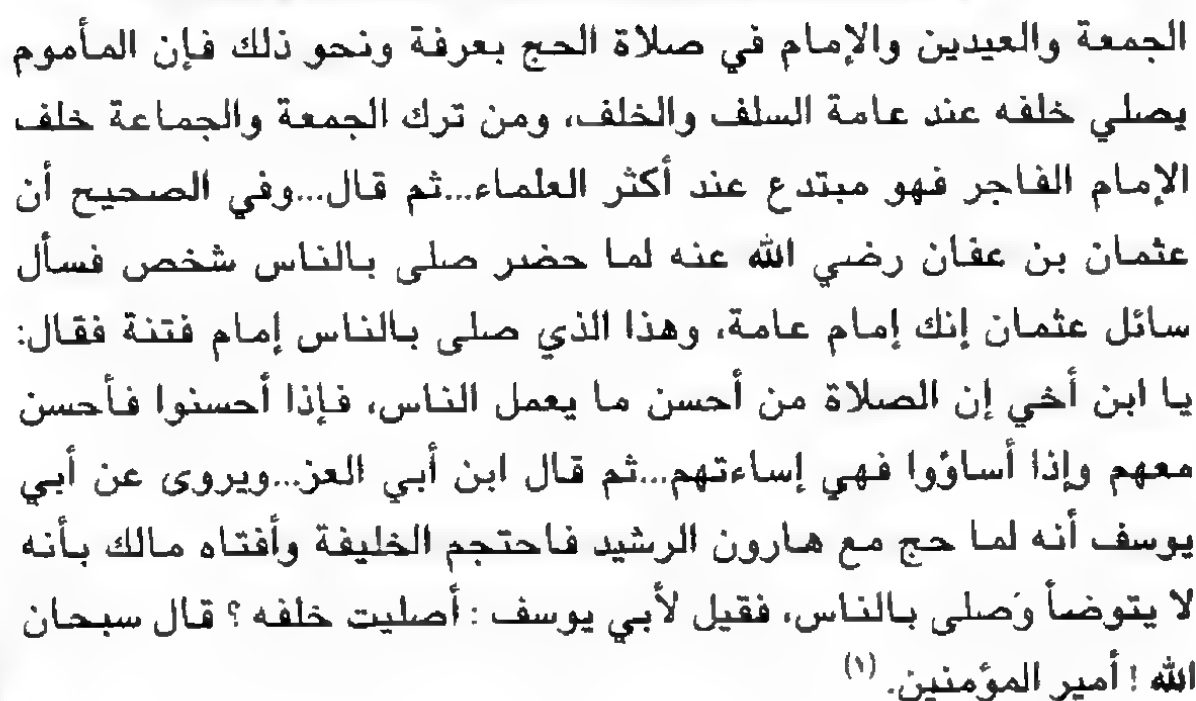 الجمعة والعيدين والإمام في صلاة الحج بعرفة ونحو ذلك فإن المأموم
يصلي خلفه عند عامة السلف والخلف، ومن ترك الجمعة والجماعة خلف
الإمام الفاجر فهو مبتدع عند أكثر العلماء...ثم قال...وفي الصحيح أن
عثمان بن عفان رضي الله عنه لما حضر صلى بالناس شخص فسأل
سائل عثمان إنك إمام عامة، وهذا الذي صلى بالناس إمام فتنة فقال:
يا ابن أخي إن الصلاة من أحسن ما يعمل الناس، فإذا أحسنوا فأحسن
معهم وإذا أساؤوا فهي إساءتهم...ثم قال ابن أبي العز...ويروى عن أبي
يوسف أنه لما حج مع هارون الرشيد فاحتجم الخليفة وأفتاه مالك بأنه
لا يتوضأ وَصلى بالناس، فقيل لأبي يوسف : أصليت خلفه ؟ قال سبحان
الله ! أمير المؤمنين. (١)